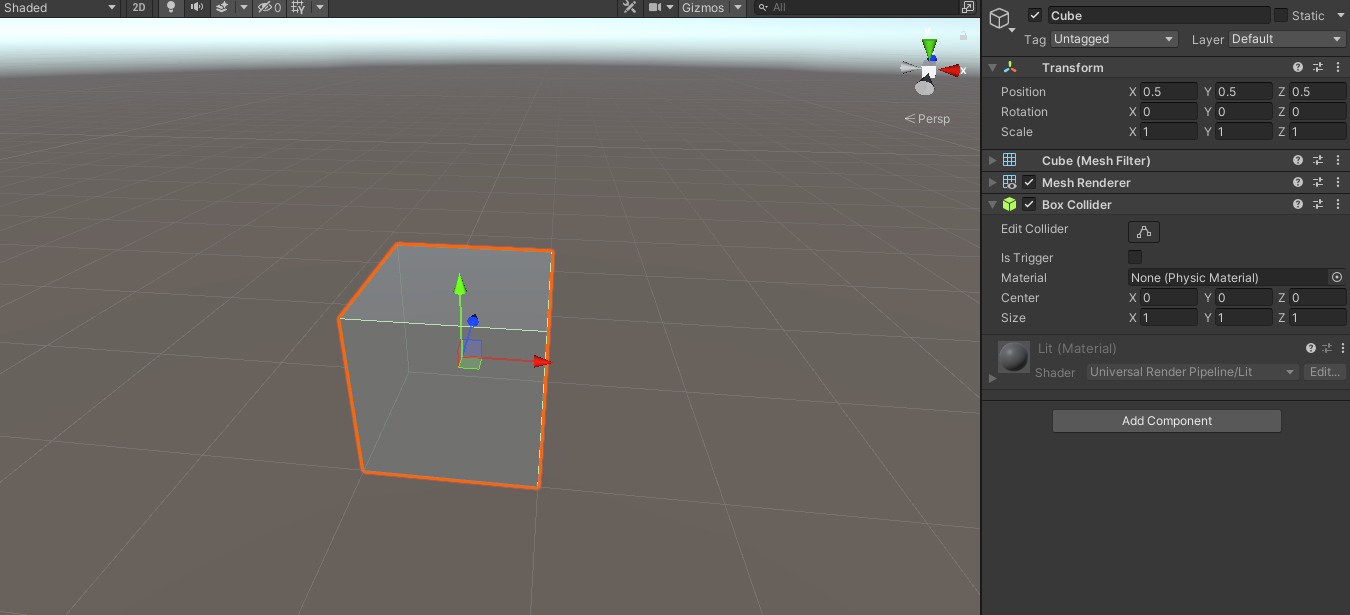 Shaded 2D 0 Gizmos All
Cube Static
Tag Untagged Layer Default
Transform
Position X 0.5 Y 0.5 Z 0.5
Rotation X 0 Y 0 Z 0
Scale X 1 Y 1 Z 1
Cube (Mesh Filter)
Mesh Renderer
Box Collider
Edit Collider
Is Trigger
Material None (Physic Material)
Center X 0 Y 0 Z 0
Size X 1 Y 1 Z 1
Lit (Material)
Shader Universal Render Pipeline/Lit Edit...
Add Component
y
x
Persp